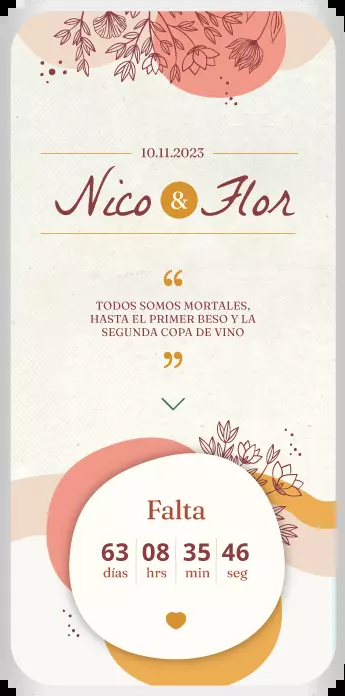 10.11.2023
Nico & Flor
“
TODOS SOMOS MORTALES,
HASTA EL PRIMER BESO Y LA
SEGUNDA COPA DE VINO
”
Falta
63 08 35 46
días hrs min seg